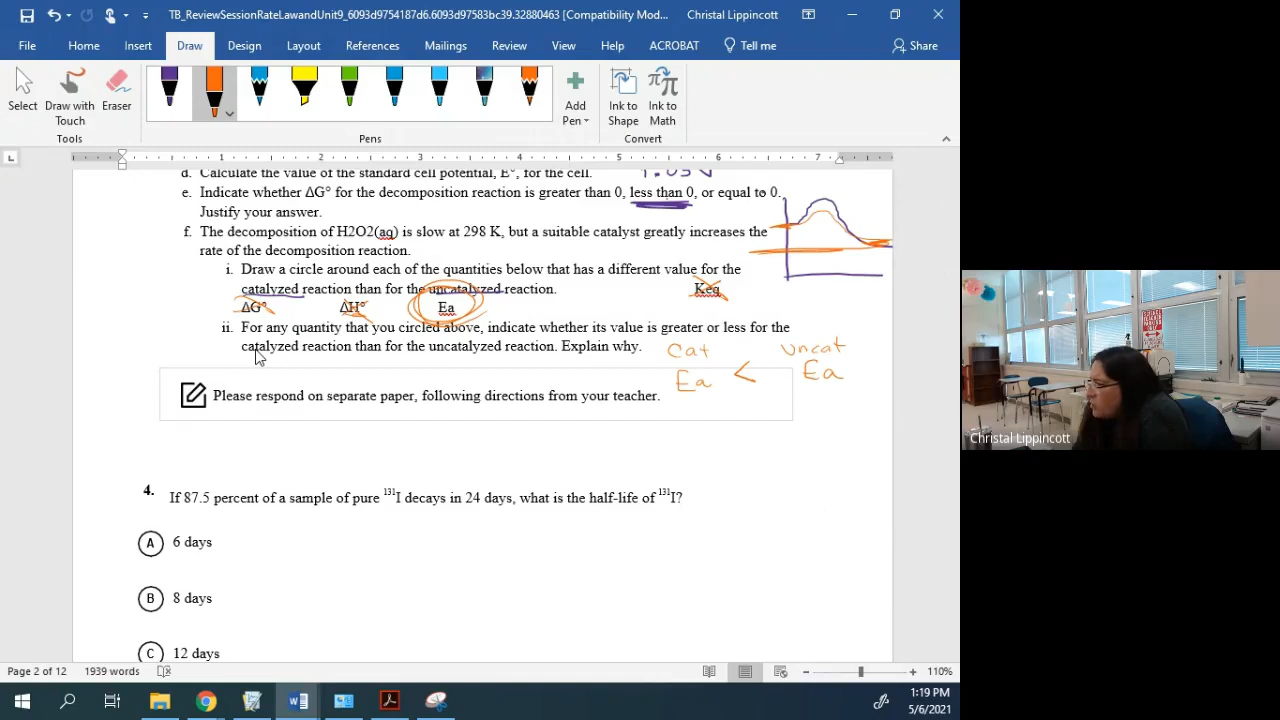 TB_ReviewSessionRateLawandUnit9_6093d9754187d6.6093d97583bc39.32880463 [Compatibility Mod...
Christal Lippincott
File Home Insert Draw Design Layout References Mailings Review View Help ACROBAT Tell me Share
Select Draw with Touch Eraser Add Pen Ink to Shape Ink to Math
Tools Pens Convert
1 2 3 4 5 6 7
d. Calculate the value of the standard cell potential, E°, for the cell.
e. Indicate whether ΔG° for the decomposition reaction is greater than 0, less than 0, or equal to 0.
Justify your answer.
f. The decomposition of H2O2(aq) is slow at 298 K, but a suitable catalyst greatly increases the
rate of the decomposition reaction.
i. Draw a circle around each of the quantities below that has a different value for the
catalyzed reaction than for the uncatalyzed reaction. Keq
ΔG° ΔH° Ea
ii. For any quantity that you circled above, indicate whether its value is greater or less for the
catalyzed reaction than for the uncatalyzed reaction. Explain why.
Cat Uncat
Ea < Ea
Please respond on separate paper, following directions from your teacher.
4. If 87.5 percent of a sample of pure ¹³¹I decays in 24 days, what is the half-life of ¹³¹I?
A 6 days
B 8 days
C 12 days
Christal Lippincott
Page 2 of 12 1939 words 110%
1:19 PM
5/6/2021